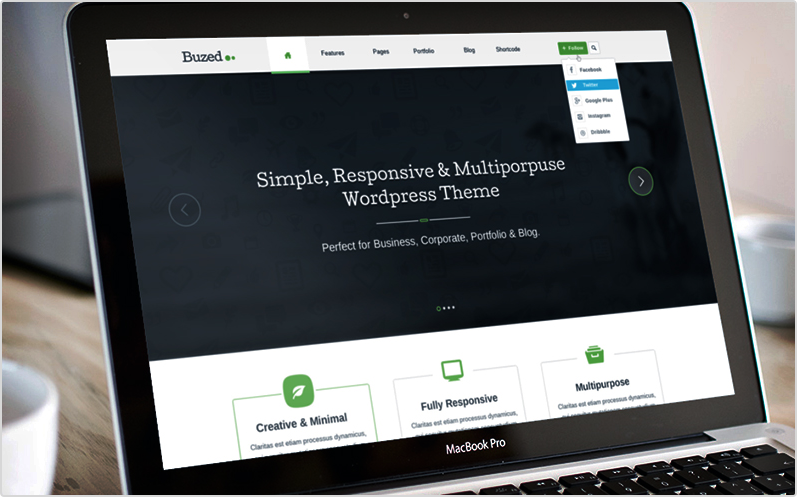 Buzed
Features
Pages
Portfolio
Blog
Shortcode
+ Follow
Facebook
Twitter
Google Plus
Instagram
Dribbble
Simple, Responsive & Multiporpuse
Wordpress Theme
Perfect for Business, Corporate, Portfolio & Blog.
Creative & Minimal
Claritas est etiam processus dynamicus,
Fully Responsive
Claritas est etiam processus dynamicus,
Multipurpose
Claritas est etiam processus dynamicus,
MacBook Pro